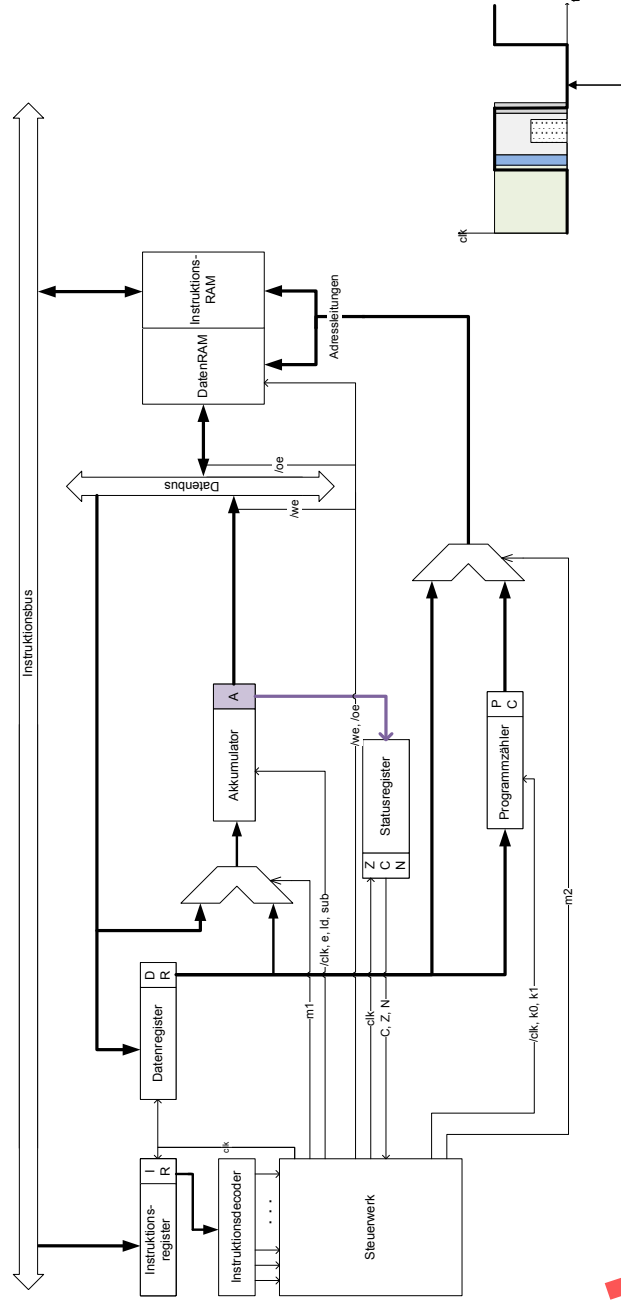 Instruktionsbus
Instruktions-
register
I
R
Datenregister
D
R
Instruktionsdecoder
. . .
Steuerwerk
clk
m1
/clk, e, ld, sub
clk
C, Z, N
/we, /oe
/clk, k0, k1
m2
Akkumulator
A
Statusregister
Z
C
N
Programmzähler
P
C
Datenbus
/oe
/we
DatenRAM
Instruktions-
RAM
Adressleitungen
clk